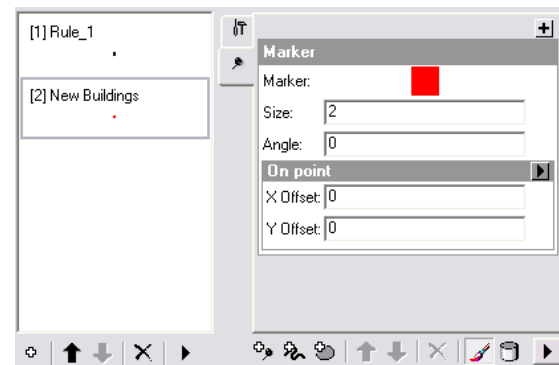 [1] Rule_1
[2] New Buildings
Marker
Marker:
Size: 2
Angle: 0
On point
X Offset: 0
Y Offset: 0